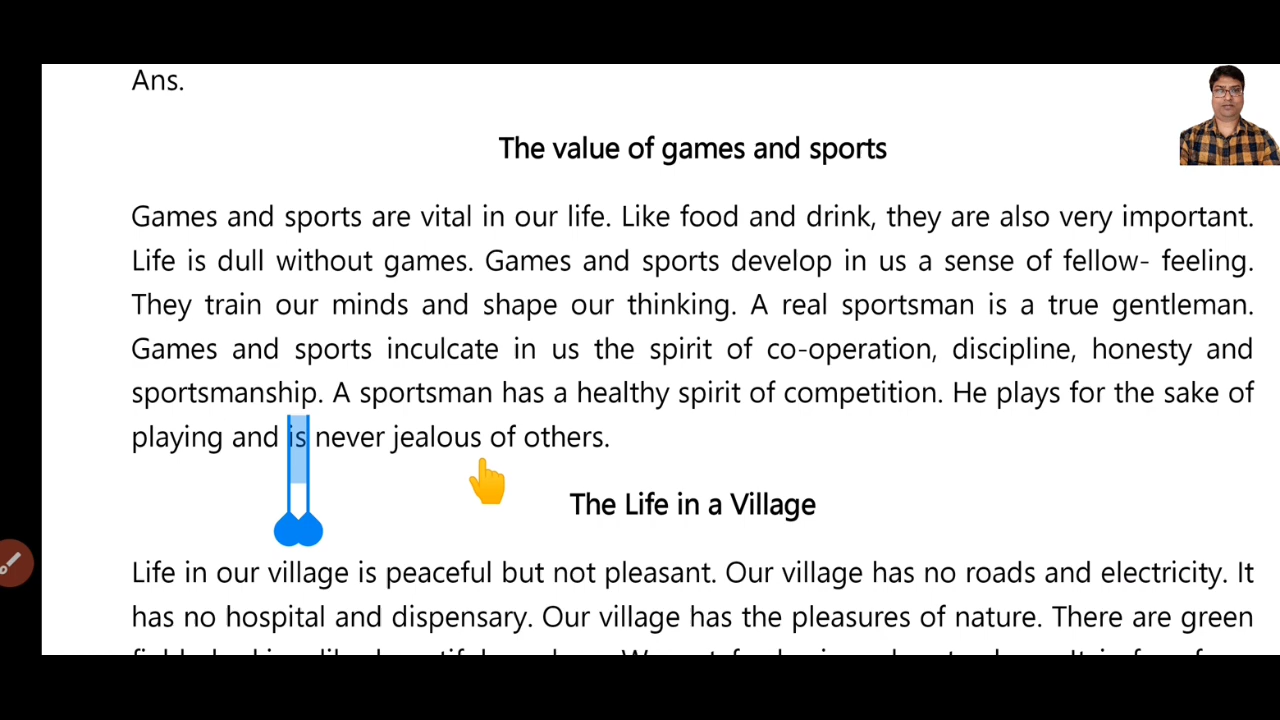 Ans.
The value of games and sports
Games and sports are vital in our life. Like food and drink, they are also very important.
Life is dull without games. Games and sports develop in us a sense of fellow- feeling.
They train our minds and shape our thinking. A real sportsman is a true gentleman.
Games and sports inculcate in us the spirit of co-operation, discipline, honesty and
sportsmanship. A sportsman has a healthy spirit of competition. He plays for the sake of
playing and is never jealous of others.
The Life in a Village
Life in our village is peaceful but not pleasant. Our village has no roads and electricity. It
has no hospital and dispensary. Our village has the pleasures of nature. There are green